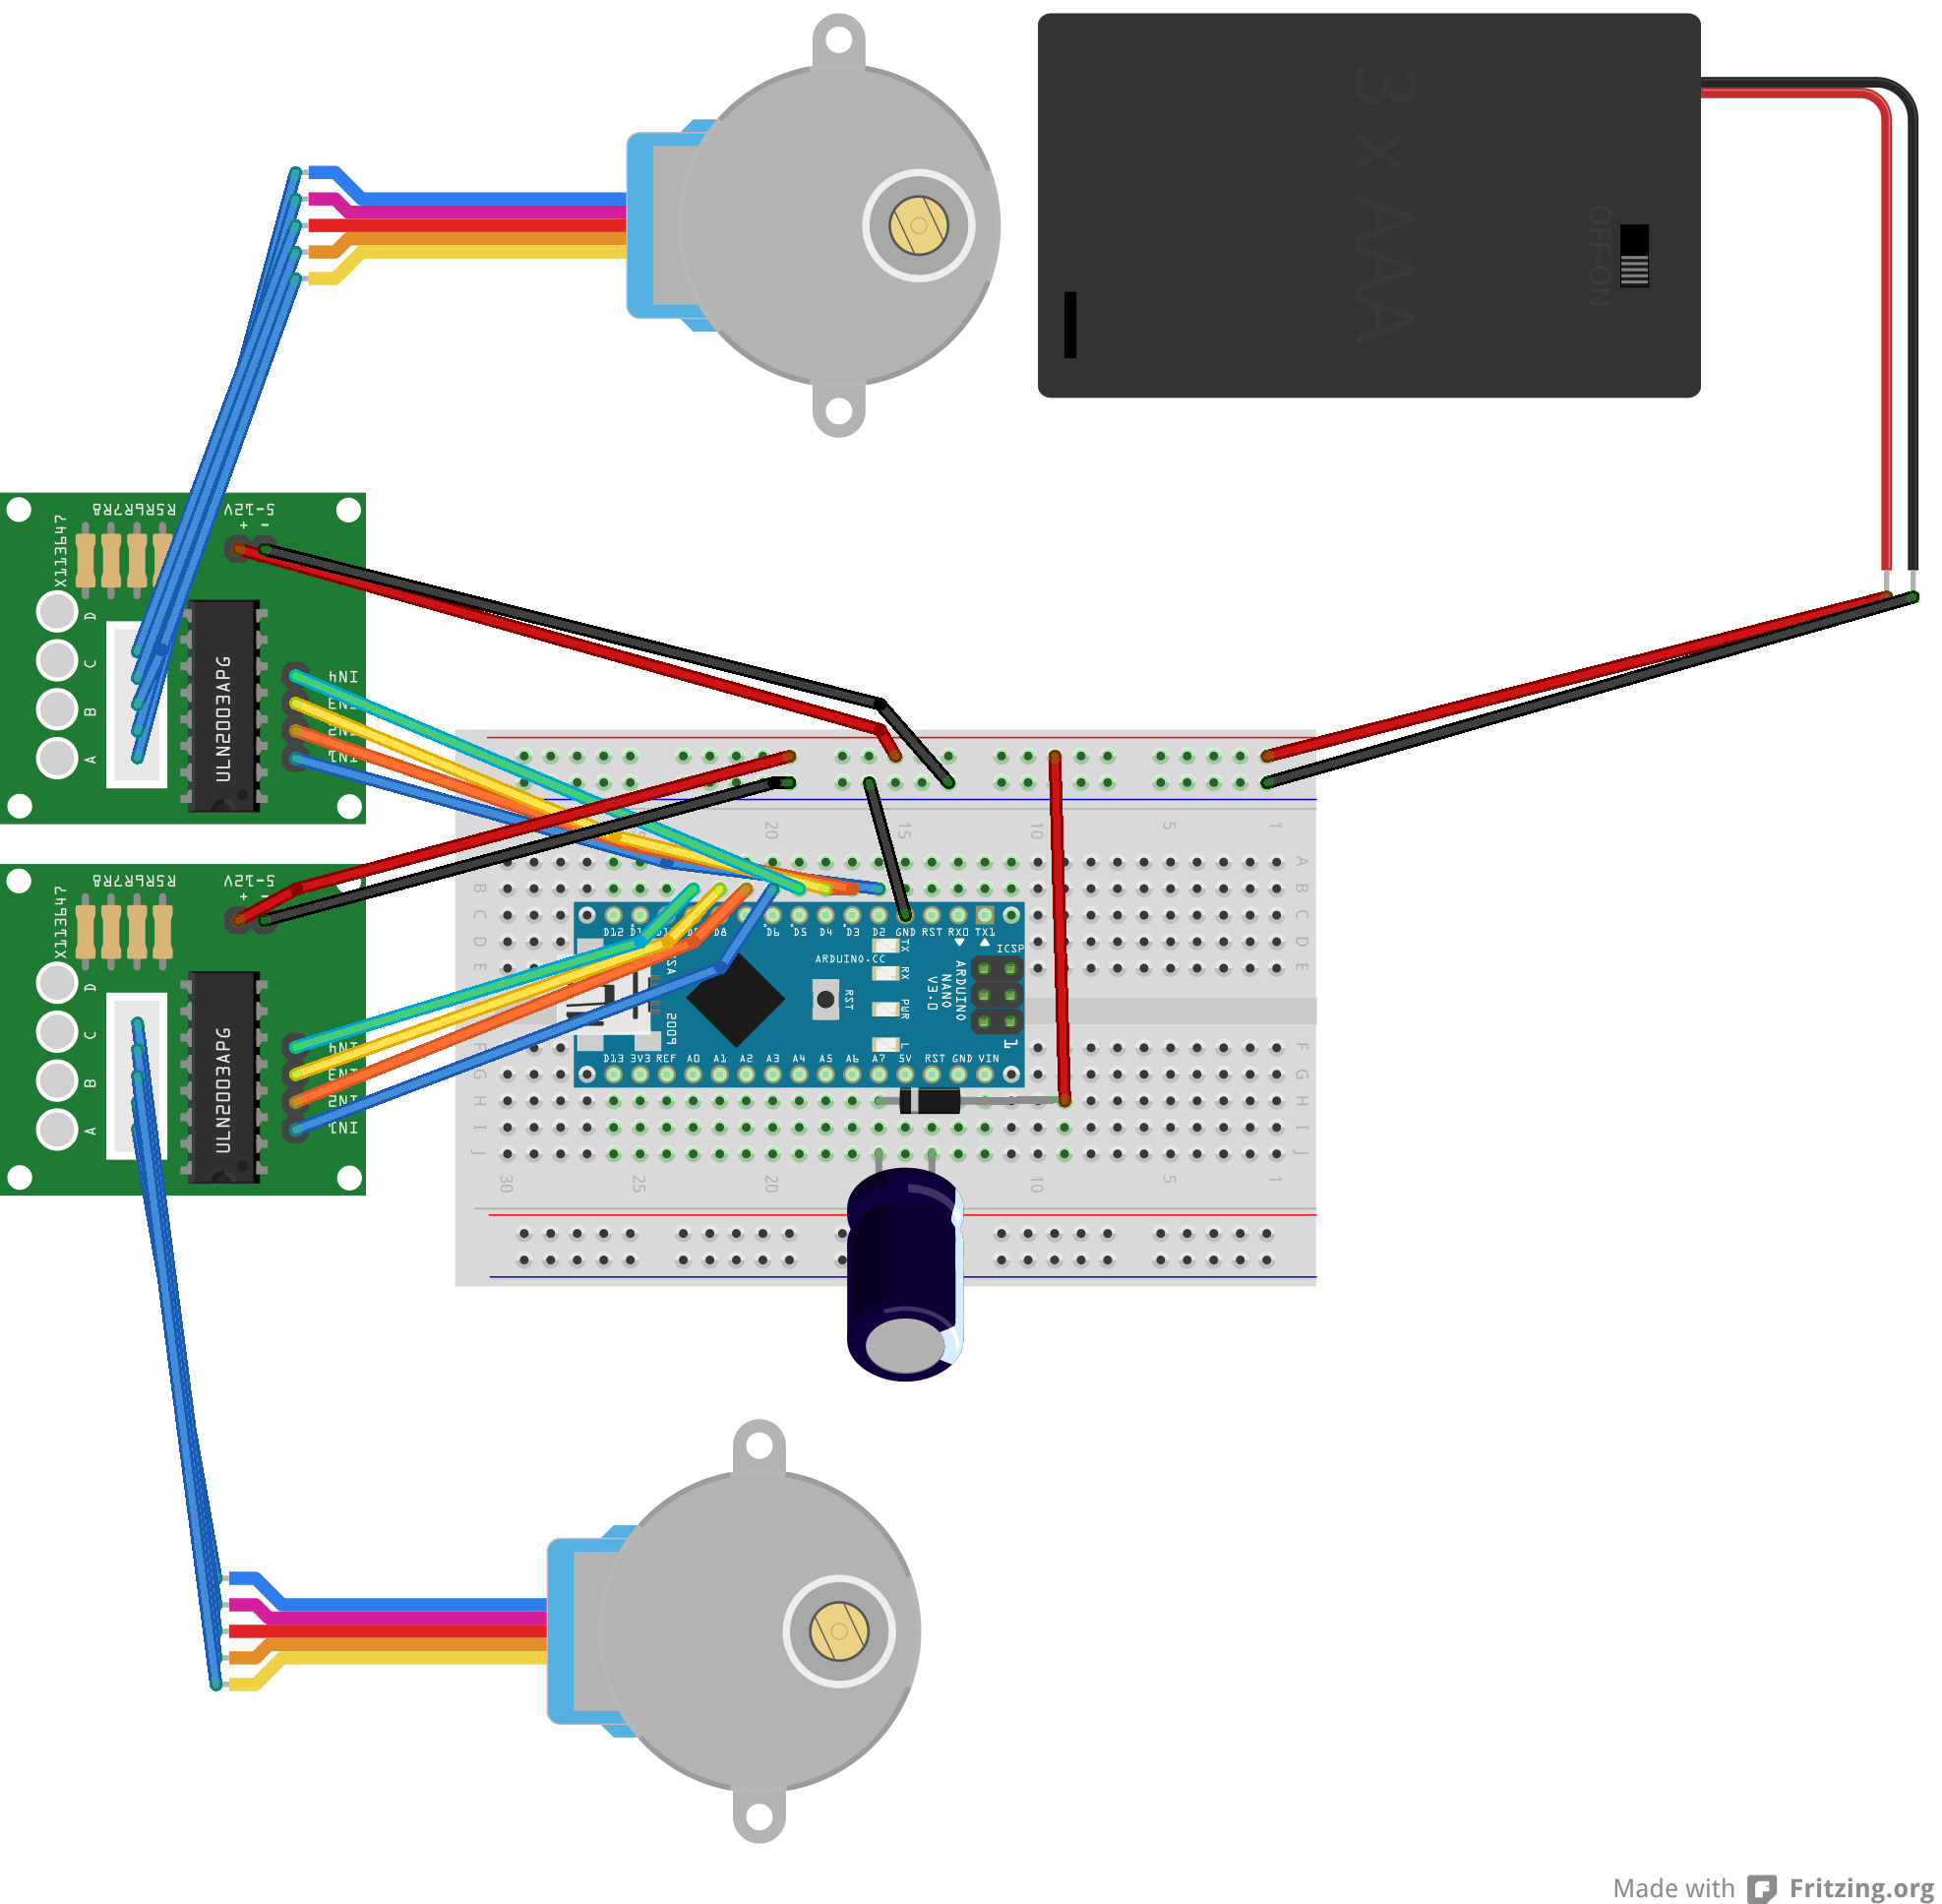 3 x AAA
OFF-ON
R5R6R7R8
5-12V
+ -
X113647
D
C
B
A
ULN2003APG
IN4
IN3
IN2
IN1
R5R6R7R8
5-12V
+ -
X113647
D
C
B
A
ULN2003APG
IN4
IN3
IN2
IN1
20 15 10 5 1
A
B B
C C
D D
E E
D12 D8 D6 D5 D4 D3 D2 GND RST RX0 TX1
ICSP
ARDUINO.CC
TX
RX
PWR
L
RST
ARDUINO
NANO
V3.0
USA
2009
1
D13 3V3 REF A0 A1 A2 A3 A4 A5 A6 A7 5V RST GND VIN
F F
G G
H H
I I
J J
30 25 20 10 5 1
Made with Fritzing.org